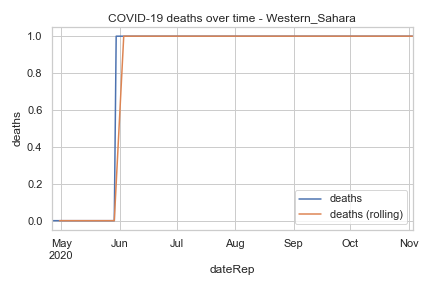 COVID-19 deaths over time - Western_Sahara
deaths
1.0
0.8
0.6
0.4
0.2
0.0
deaths
deaths (rolling)
May Jun Jul Aug Sep Oct Nov
2020
dateRep